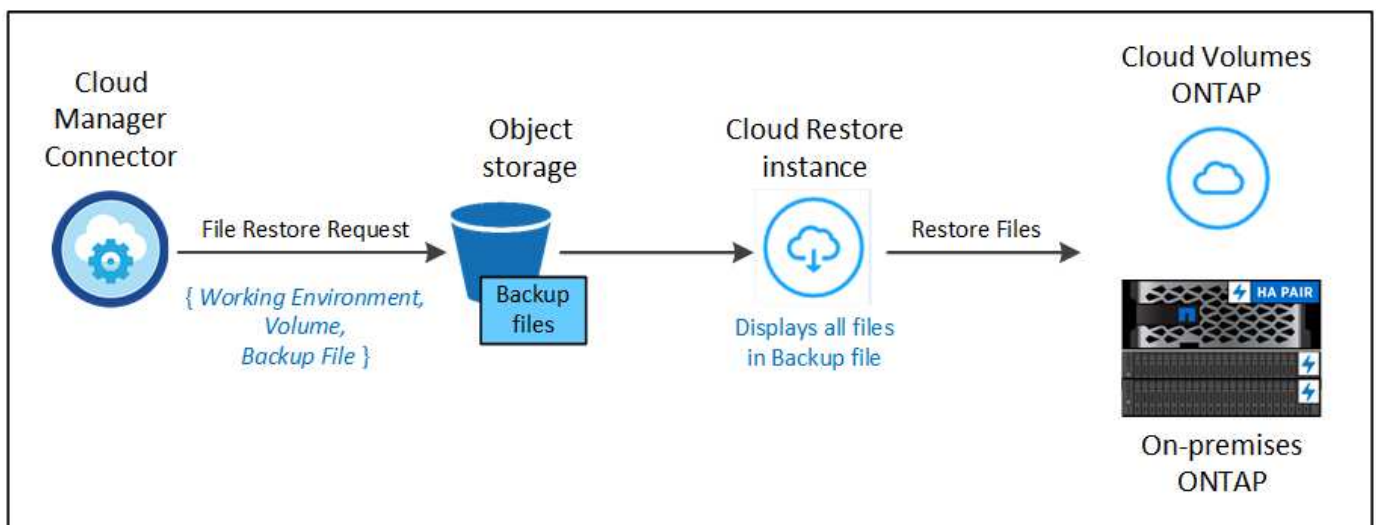 Cloud
Manager
Connector
File Restore Request
{ Working Environment,
Volume,
Backup File }
Object
storage
Backup
files
Cloud Restore
instance
Displays all files
in Backup file
Restore Files
Cloud Volumes
ONTAP
HA PAIR
On-premises
ONTAP